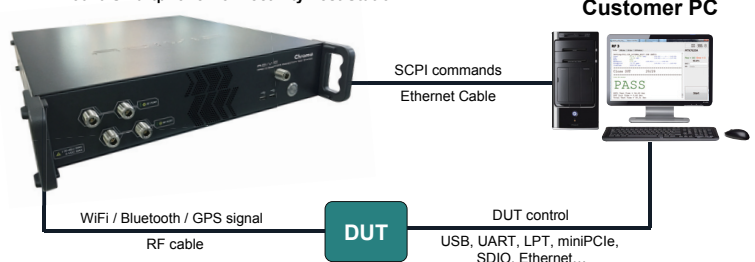 Customer PC
Chroma
SCPI commands
Ethernet Cable
PASS
WiFi / Bluetooth / GPS signal
RF cable
DUT
DUT control
USB, UART, LPT, miniPCIe,
SDIO, Ethernet...